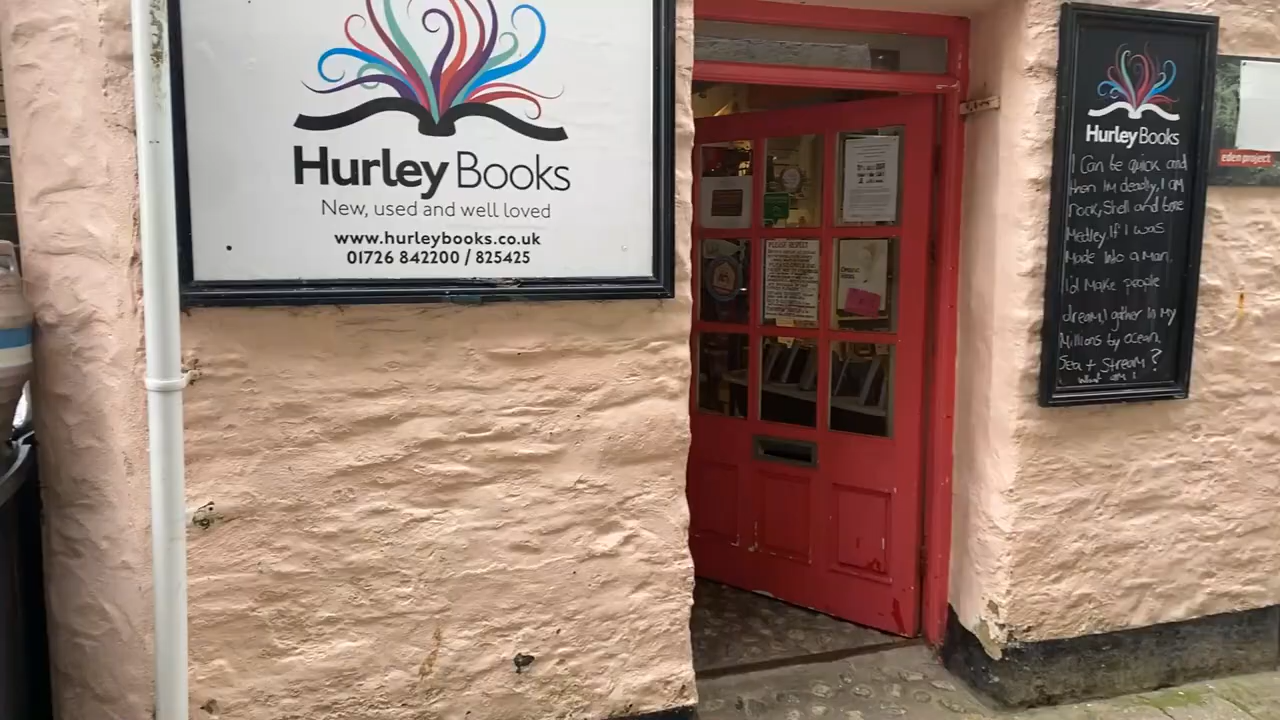 Hurley Books
New, used and well loved
www.hurleybooks.co.uk
01726 842200 / 825425
PLEASE RESPECT
Hurley Books
I Can be quick and
then Im deadly, I am
rock, Shell and bone
Medley. If I was
Made into a Man,
I'd Make people
dream, I gather in My
Millions by ocean,
Sea + Stream?
What am I
eden project